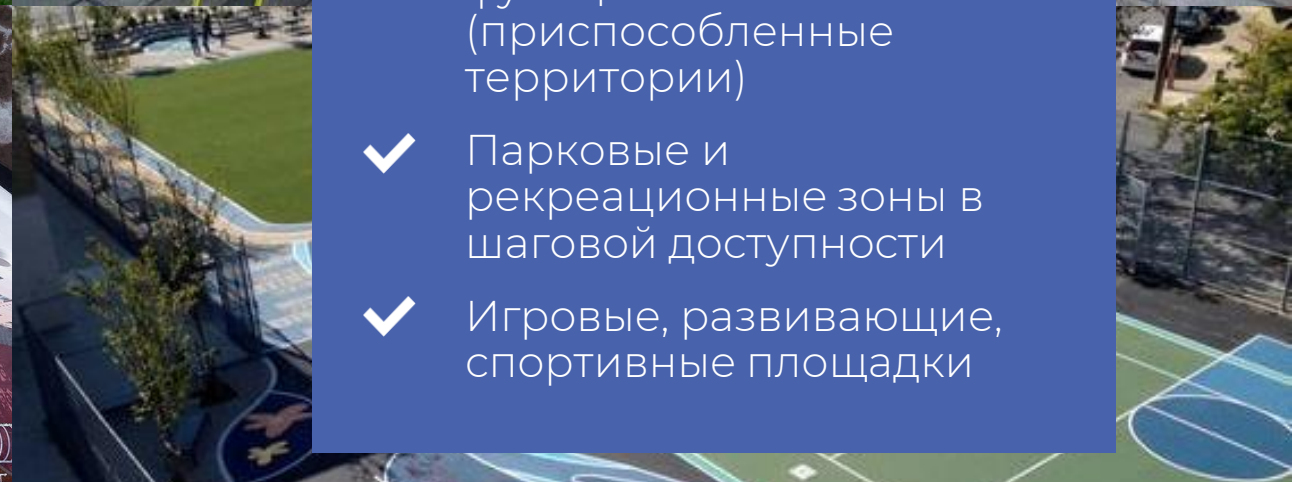 (приспособленные
территории)
Парковые и
рекреационные зоны в
шаговой доступности
Игровые, развивающие,
спортивные площадки